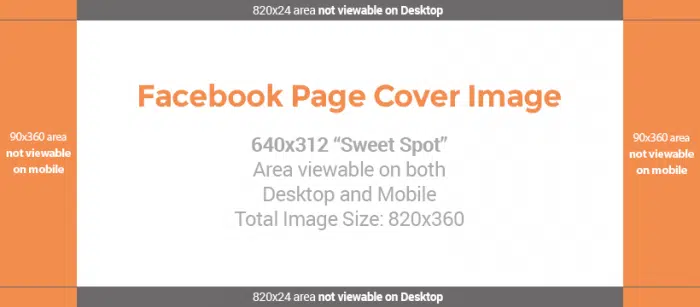 820x24 area not viewable on Desktop
Facebook Page Cover Image
640x312 “Sweet Spot”
Area viewable on both
Desktop and Mobile
Total Image Size: 820x360
90x360 area
not viewable
on mobile
90x360 area
not viewable
on mobile
820x24 area not viewable on Desktop